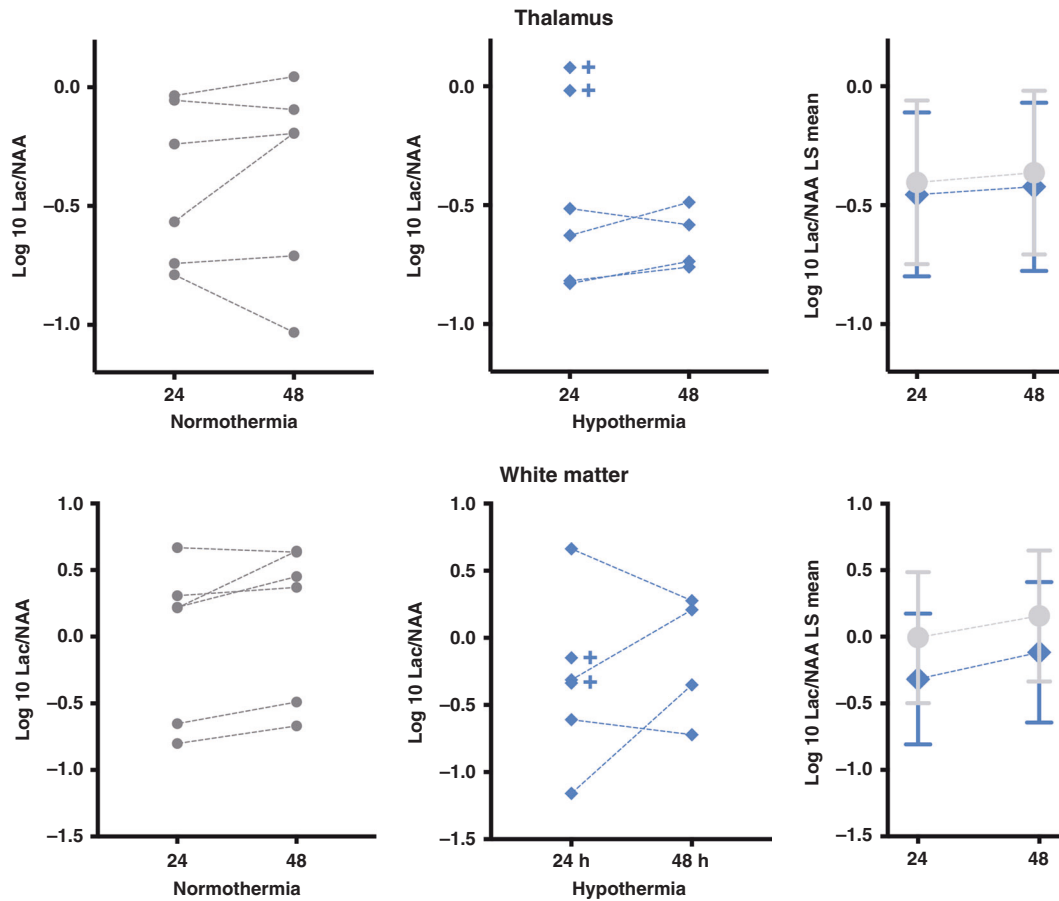 Thalamus
Log 10 Lac/NAA
0.0
–0.5
–1.0
24
48
Normothermia
Log 10 Lac/NAA
0.0
–0.5
–1.0
+
+
24
48
Hypothermia
Log 10 Lac/NAA LS mean
0.0
–0.5
–1.0
24
48
White matter
Log 10 Lac/NAA
1.0
0.5
0.0
–0.5
–1.0
–1.5
24
48
Normothermia
Log 10 Lac/NAA
1.0
0.5
0.0
–0.5
–1.0
–1.5
+
+
24 h
48 h
Hypothermia
Log 10 Lac/NAA LS mean
1.0
0.5
0.0
–0.5
–1.0
–1.5
24
48